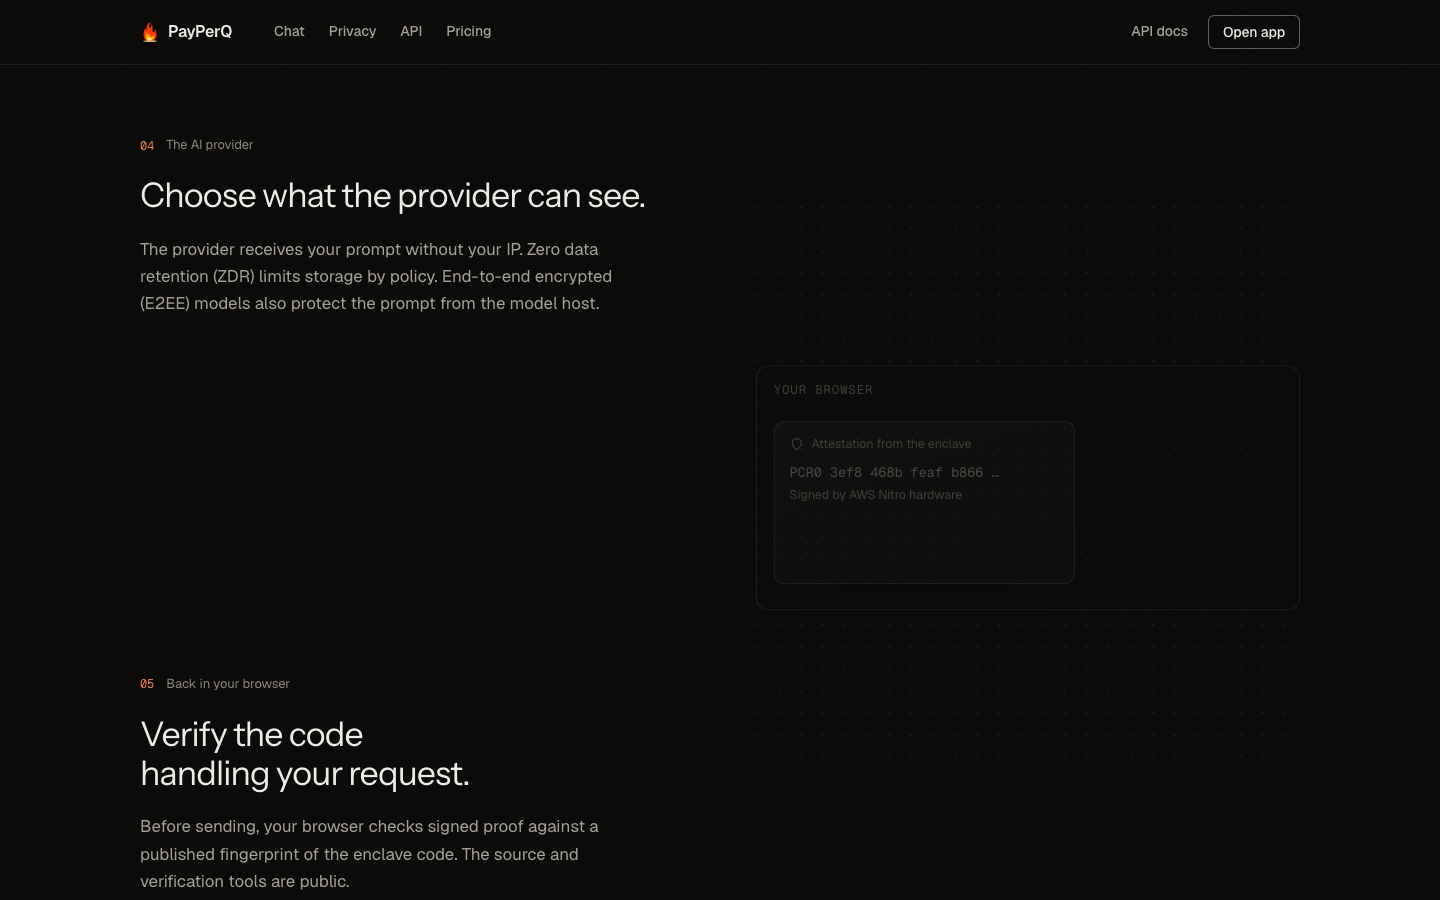 PayPerQ
Chat
Privacy
API
Pricing
API docs
Open app
04 The AI provider
Choose what the provider can see.
The provider receives your prompt without your IP. Zero data
retention (ZDR) limits storage by policy. End-to-end encrypted
(E2EE) models also protect the prompt from the model host.
YOUR BROWSER
Attestation from the enclave
PCR0 3ef8 468b feaf b866 …
Signed by AWS Nitro hardware
05 Back in your browser
Verify the code
handling your request.
Before sending, your browser checks signed proof against a
published fingerprint of the enclave code. The source and
verification tools are public.